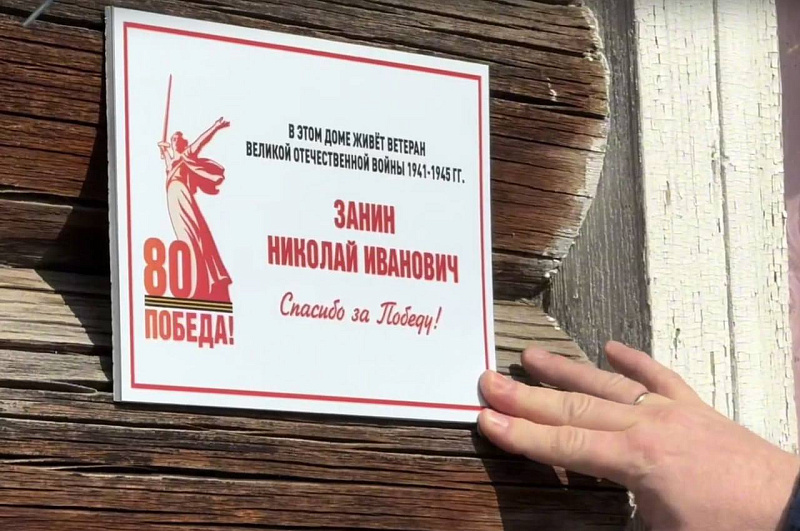 В ЭТОМ ДОМЕ ЖИВЁТ ВЕТЕРАН
ВЕЛИКОЙ ОТЕЧЕСТВЕННОЙ ВОЙНЫ 1941-1945 ГГ.
ЗАНИН
НИКОЛАЙ ИВАНОВИЧ
Спасибо за Победу!
80
ПОБЕДА!